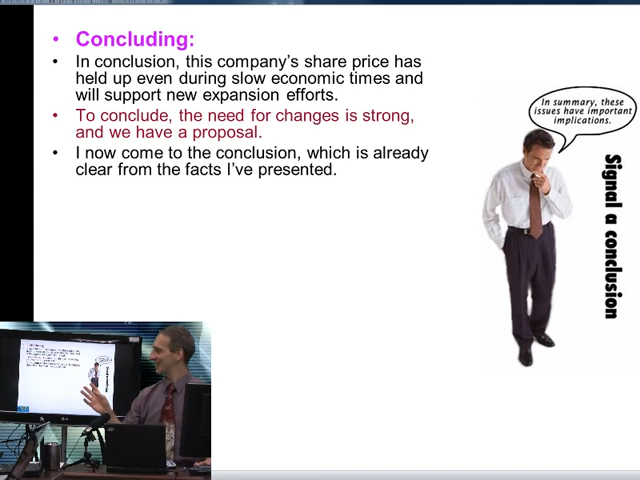 Concluding:
In conclusion, this company's share price has
held up even during slow economic times and
will support new expansion efforts.
To conclude, the need for changes is strong,
and we have a proposal.
I now come to the conclusion, which is already
clear from the facts I've presented.
In summary, these
issues have important
implications.
Signal a conclusion